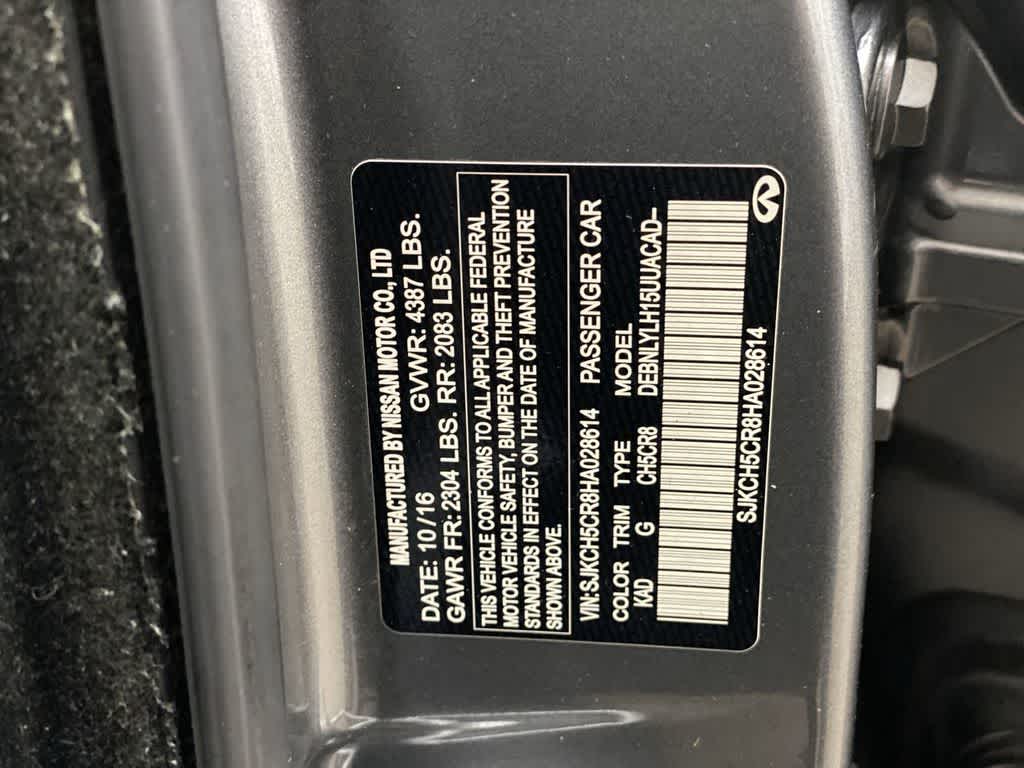 MANUFACTURED BY NISSAN MOTOR CO., LTD
DATE: 10/16 GVWR: 4387 LBS.
GAWR FR: 2304 LBS. RR: 2083 LBS.
THIS VEHICLE CONFORMS TO ALL APPLICABLE FEDERAL
MOTOR VEHICLE SAFETY, BUMPER AND THEFT PREVENTION
STANDARDS IN EFFECT ON THE DATE OF MANUFACTURE
SHOWN ABOVE.
VIN:SJKCH5CR8HA028614 PASSENGER CAR
COLOR TRIM TYPE MODEL
KAD G CH5CR8 DEBNLYLH15UUACAD-
SJKCH5CR8HA028614